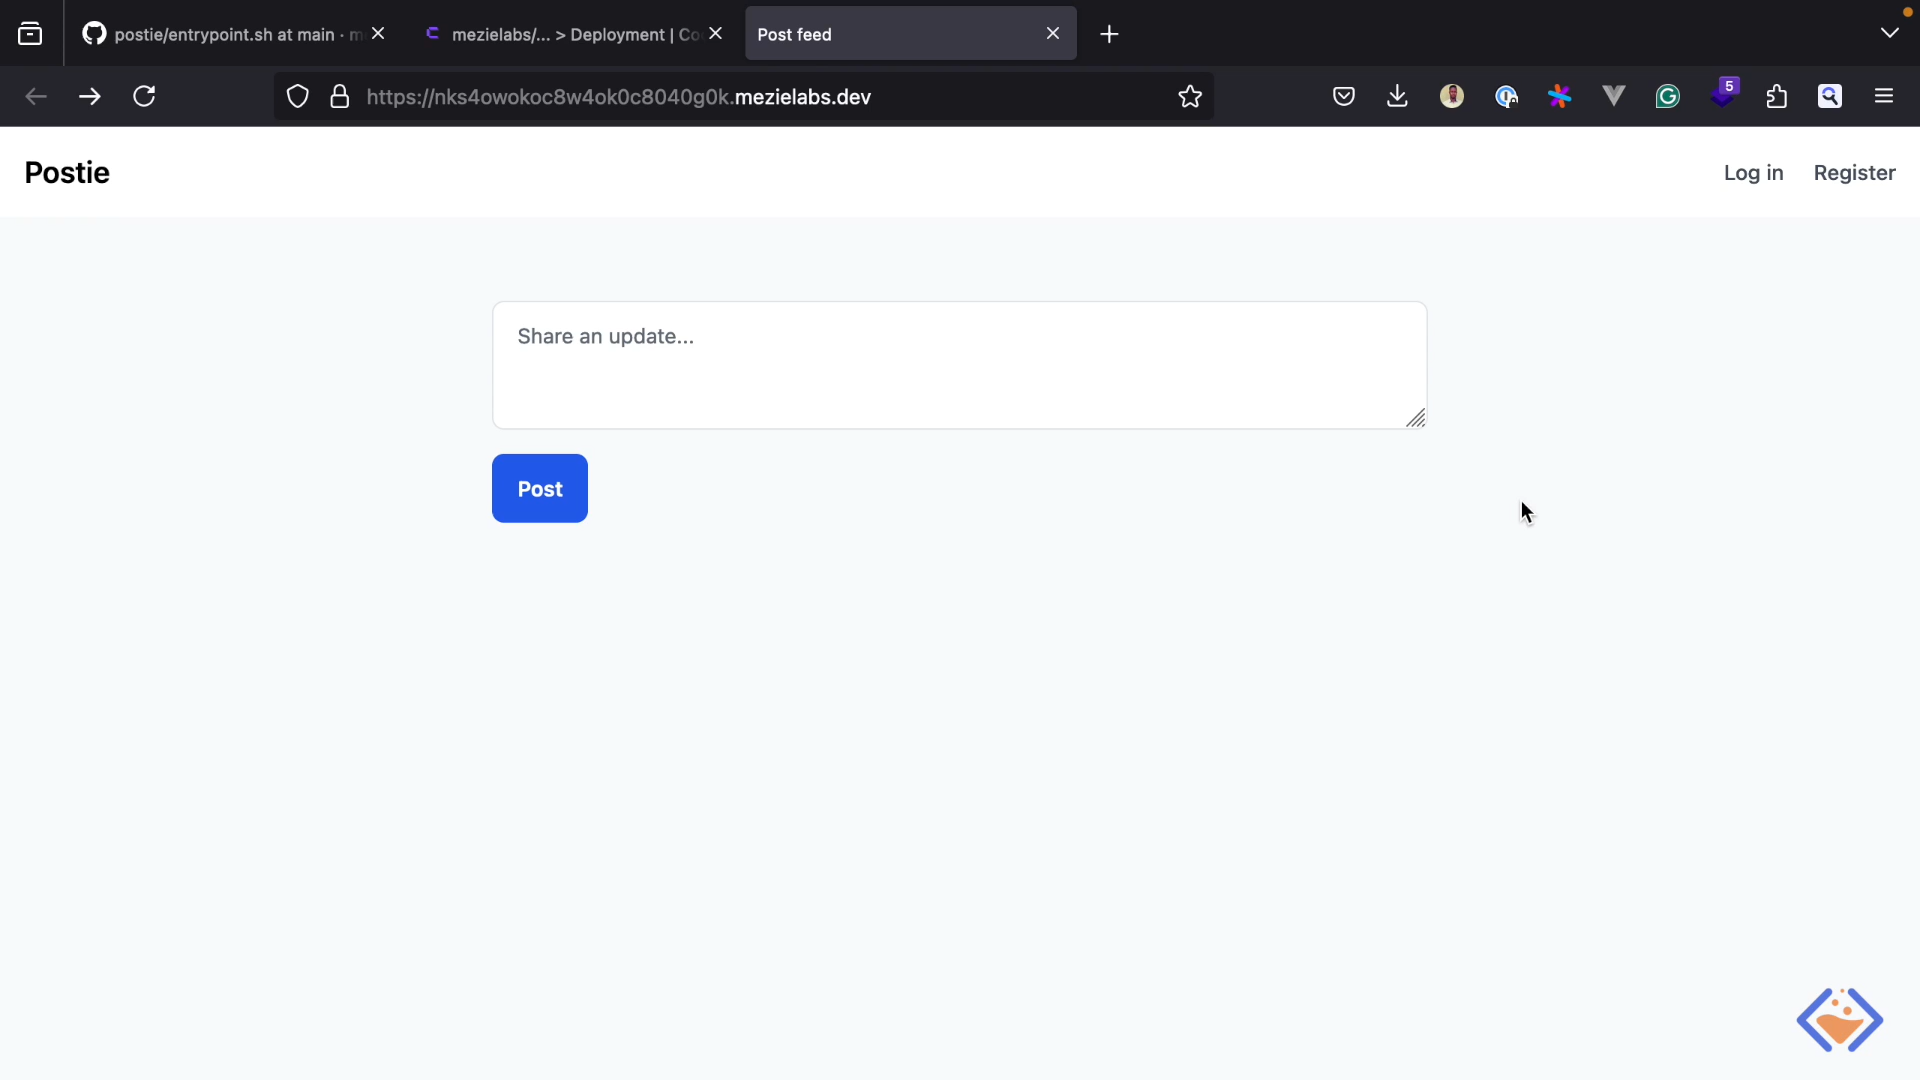 postie/entrypoint.sh at main · m
mezielabs/... > Deployment | Co
Post feed
https://nks4owokoc8w4ok0c8040g0k.mezielabs.dev
5
Postie
Log in
Register
Share an update...
Post